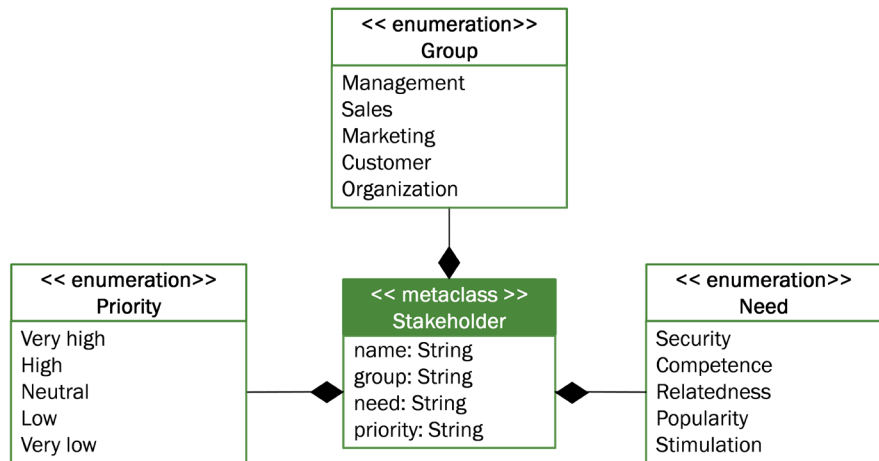 << enumeration>>
Group
Management
Sales
Marketing
Customer
Organization
<< enumeration>>
Priority
Very high
High
Neutral
Low
Very low
<< metaclass >>
Stakeholder
name: String
group: String
need: String
priority: String
<< enumeration>>
Need
Security
Competence
Relatedness
Popularity
Stimulation